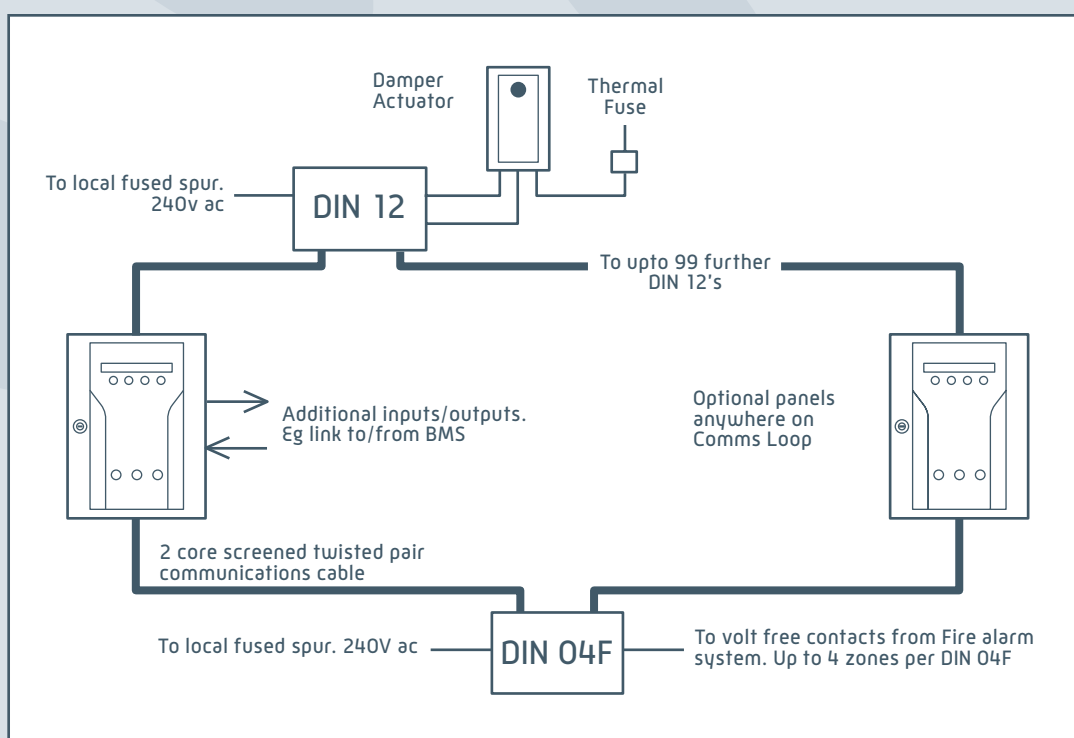 Damper
Actuator
Thermal
Fuse
To local fused spur.
240v ac
DIN 12
To upto 99 further
DIN 12's
Additional inputs/outputs.
Eg link to/from BMS
Optional panels
anywhere on
Comms Loop
2 core screened twisted pair
communications cable
To local fused spur. 240V ac
DIN 04F
To volt free contacts from Fire alarm
system. Up to 4 zones per DIN 04F